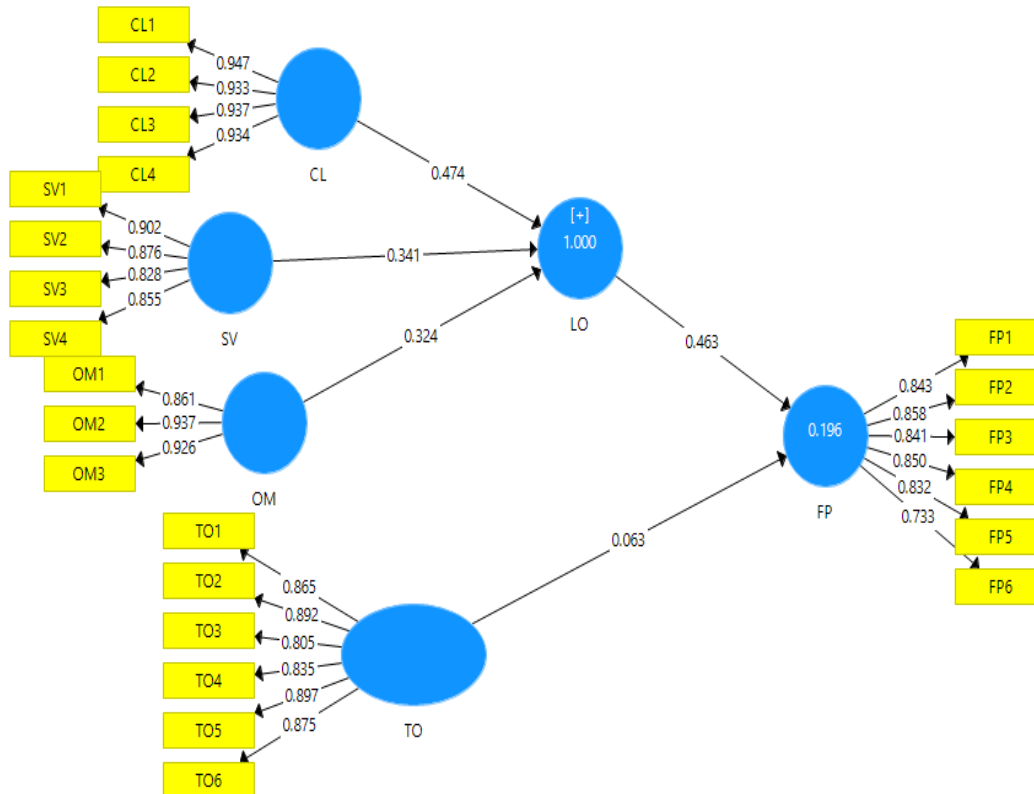 CL1
0.947
CL2
0.933
CL3
0.937
CL4
0.934
CL
0.474
SV1
0.902
SV2
0.876
SV3
0.828
SV4
0.855
SV
0.341
[+]
1.000
LO
OM1
0.861
OM2
0.937
OM3
0.926
OM
0.324
0.463
TO1
0.865
TO2
0.892
TO3
0.805
TO4
0.835
TO5
0.897
TO6
0.875
TO
0.063
0.196
FP
FP1
0.843
FP2
0.858
FP3
0.841
FP4
0.850
FP5
0.832
FP6
0.733